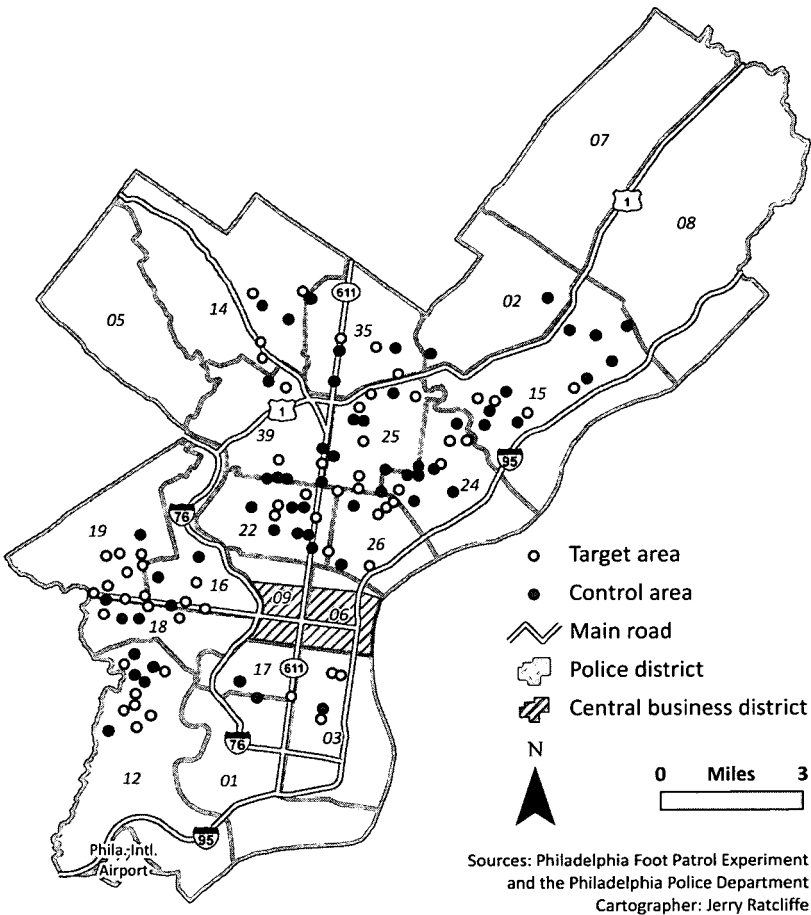 07
1
08
02
14
611
35
05
15
1
39
25
95
24
76
19
22
26
16
09
06
18
17
611
03
76
12
01
95
Phila. Intl.
Airport
Target area
Control area
Main road
Police district
Central business district
N
0 Miles 3
Sources: Philadelphia Foot Patrol Experiment
and the Philadelphia Police Department
Cartographer: Jerry Ratcliffe